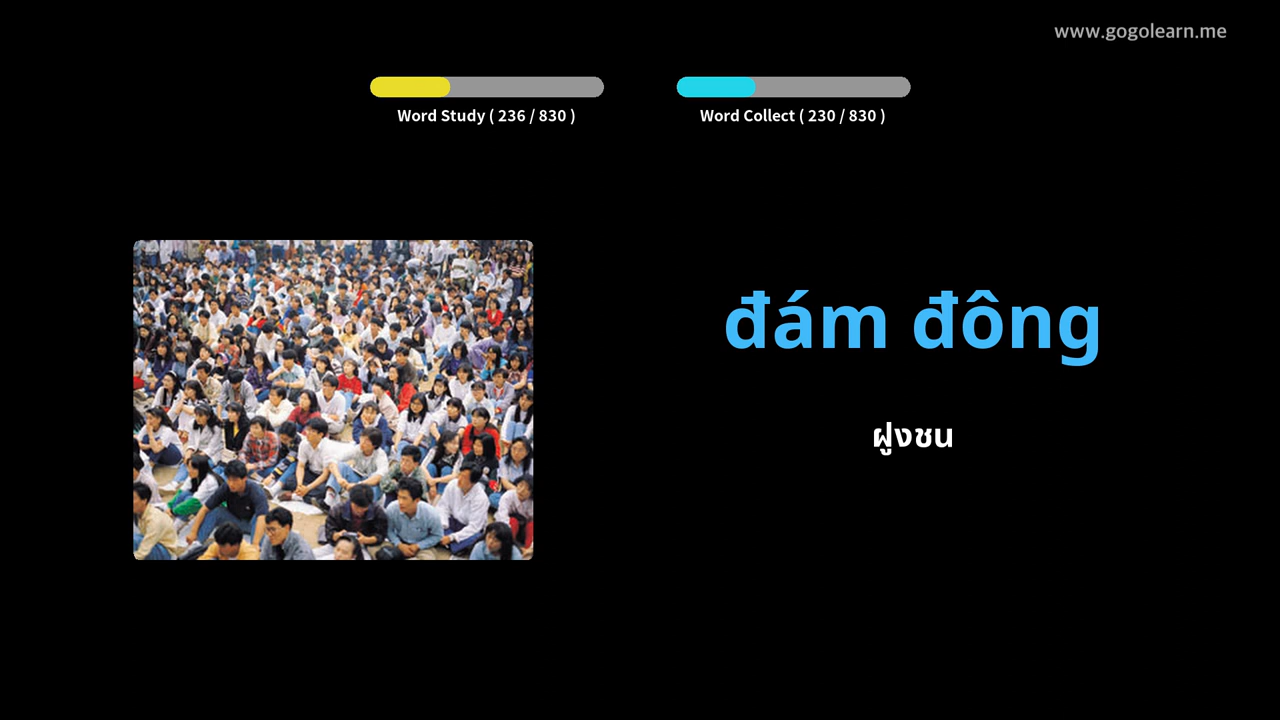 www.gogolearn.me
Word Study ( 236 / 830 )
Word Collect ( 230 / 830 )
đám đông
ฝูงชน